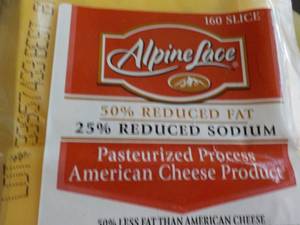 160 SLICE
Alpine Lace
50% REDUCED FAT
25% REDUCED SODIUM
Pasteurized Process
American Cheese Product
50% LESS FAT THAN AMERICAN CHEESE